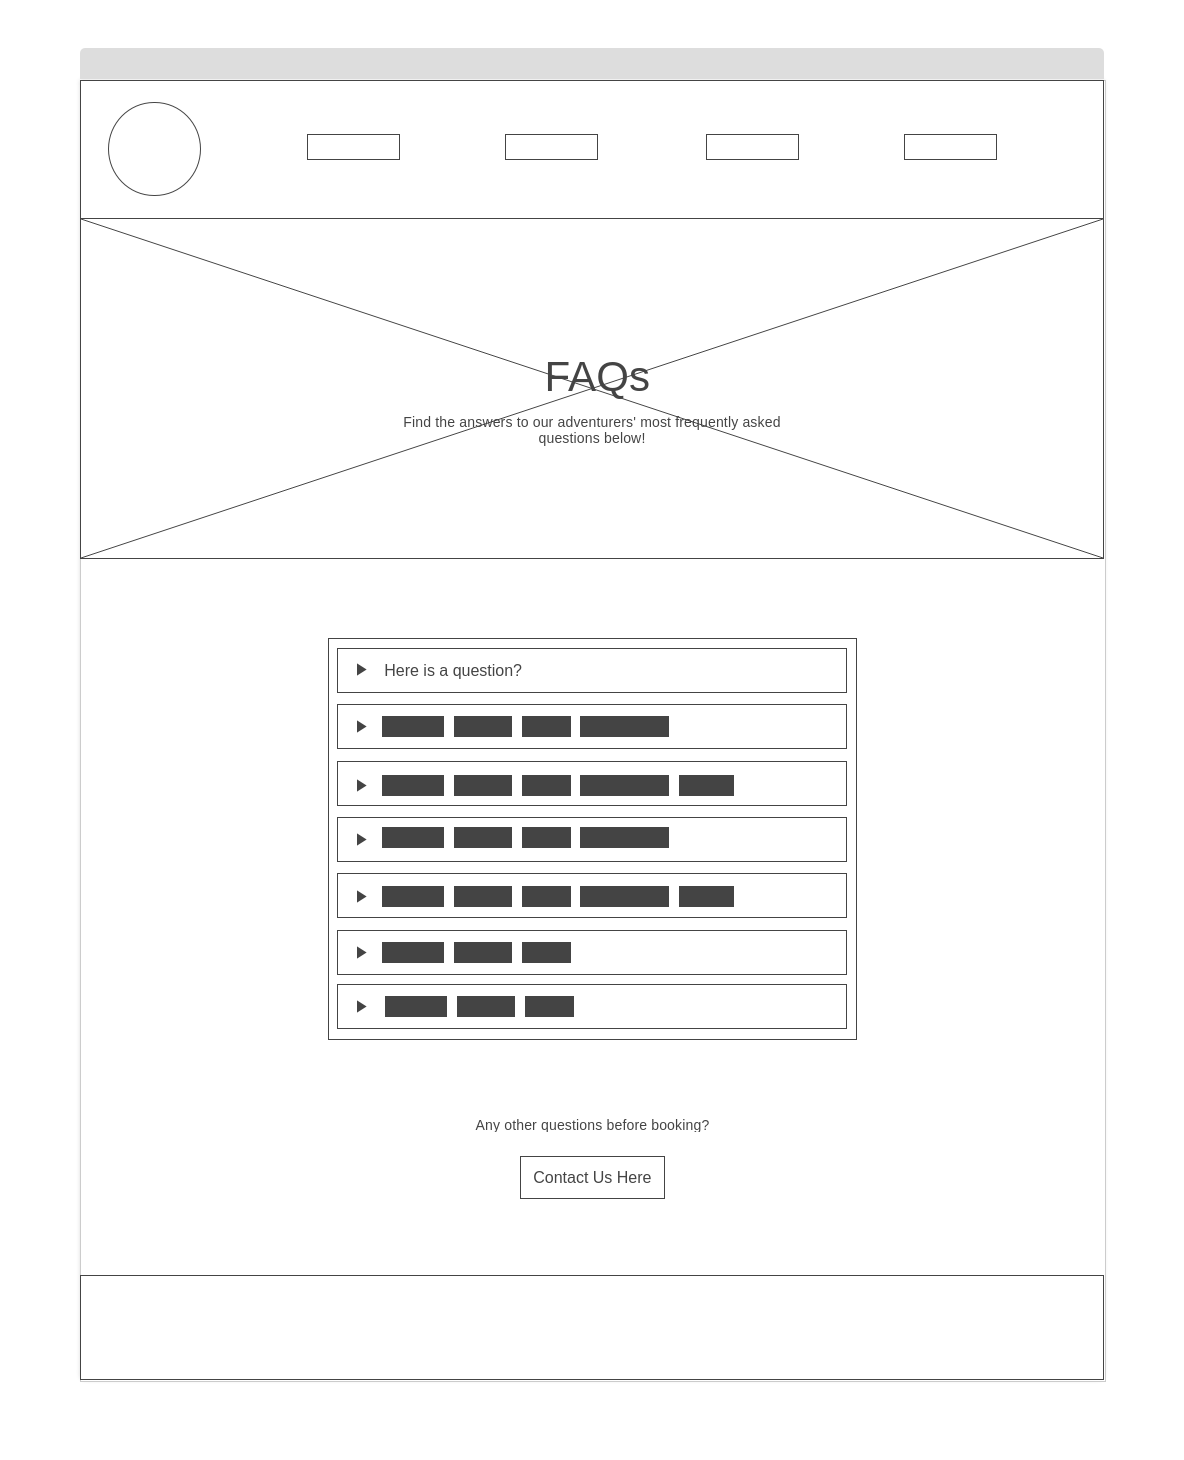 FAQs
Find the answers to our adventurers' most frequently asked
questions below!
Here is a question?
Any other questions before booking?
Contact Us Here